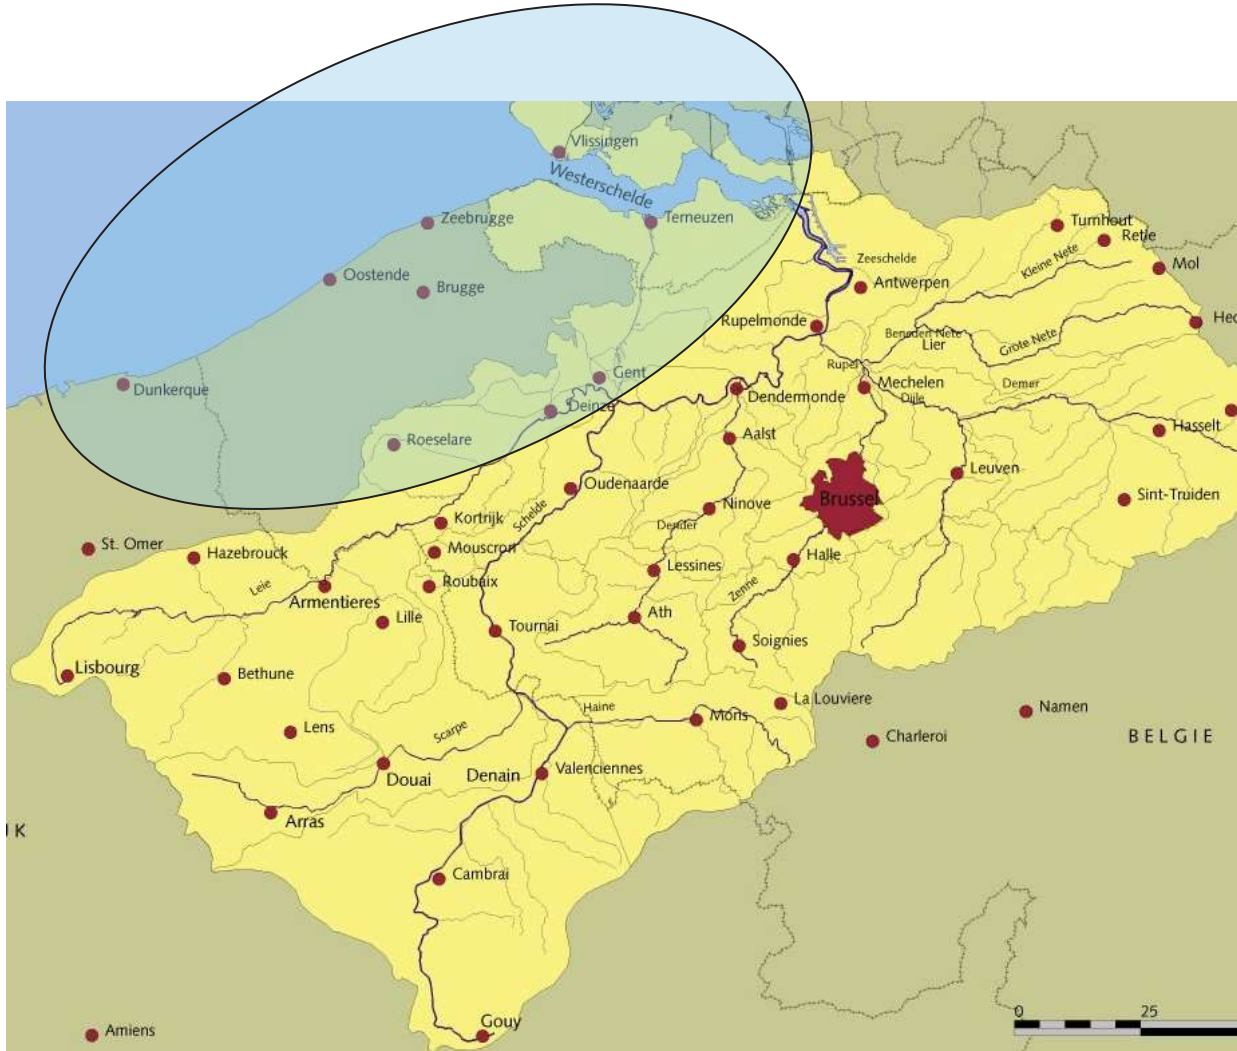 Vlissingen
Westerschelde
Zeebrugge
Terneuzen
Turnhout
Retie
Zeeschelde
Kleine Nete
Mol
Oostende
Brugge
Antwerpen
Rupelmonde
Beneden Nete
Lier
Grote Nete
Rupel
Dunkerque
Gent
Mechelen
Demer
Dijle
Dendermonde
Deinze
Roeselare
Aalst
Hasselt
Leuven
Oudenaarde
Brussel
Sint-Truiden
Schelde
Ninove
Kortrijk
Dender
St. Omer
Hazebrouck
Mouscron
Halle
Lessines
Leie
Roubaix
Zenne
Armentieres
Lille
Ath
Tournai
Soignies
Lisbourg
Bethune
La Louviere
Haine
Namen
Mons
Lens
Scarpe
Charleroi
BELGIE
Douai
Denain
Valenciennes
Arras
JK
Cambrai
0
25
Gouy
Amiens